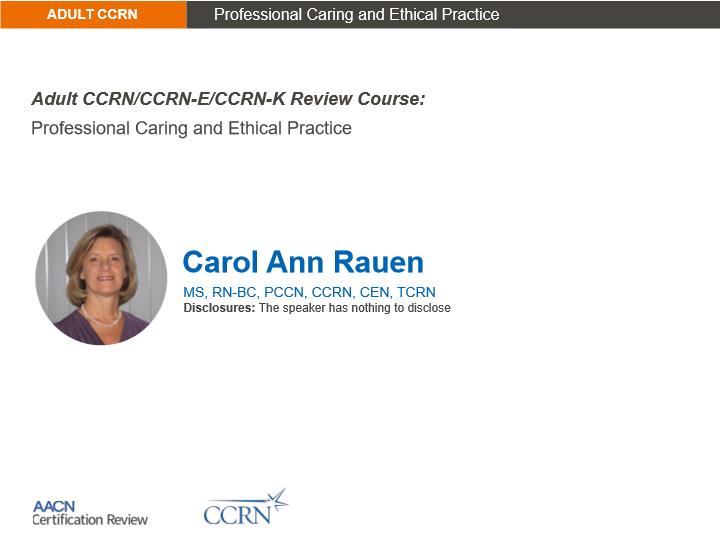 ADULT CCRN
Professional Caring and Ethical Practice
Adult CCRN/CCRN-E/CCRN-K Review Course:
Professional Caring and Ethical Practice
Carol Ann Rauen
MS, RN-BC, PCCN, CCRN, CEN, TCRN
Disclosures: The speaker has nothing to disclose
AACN
Certification Review
CCRN